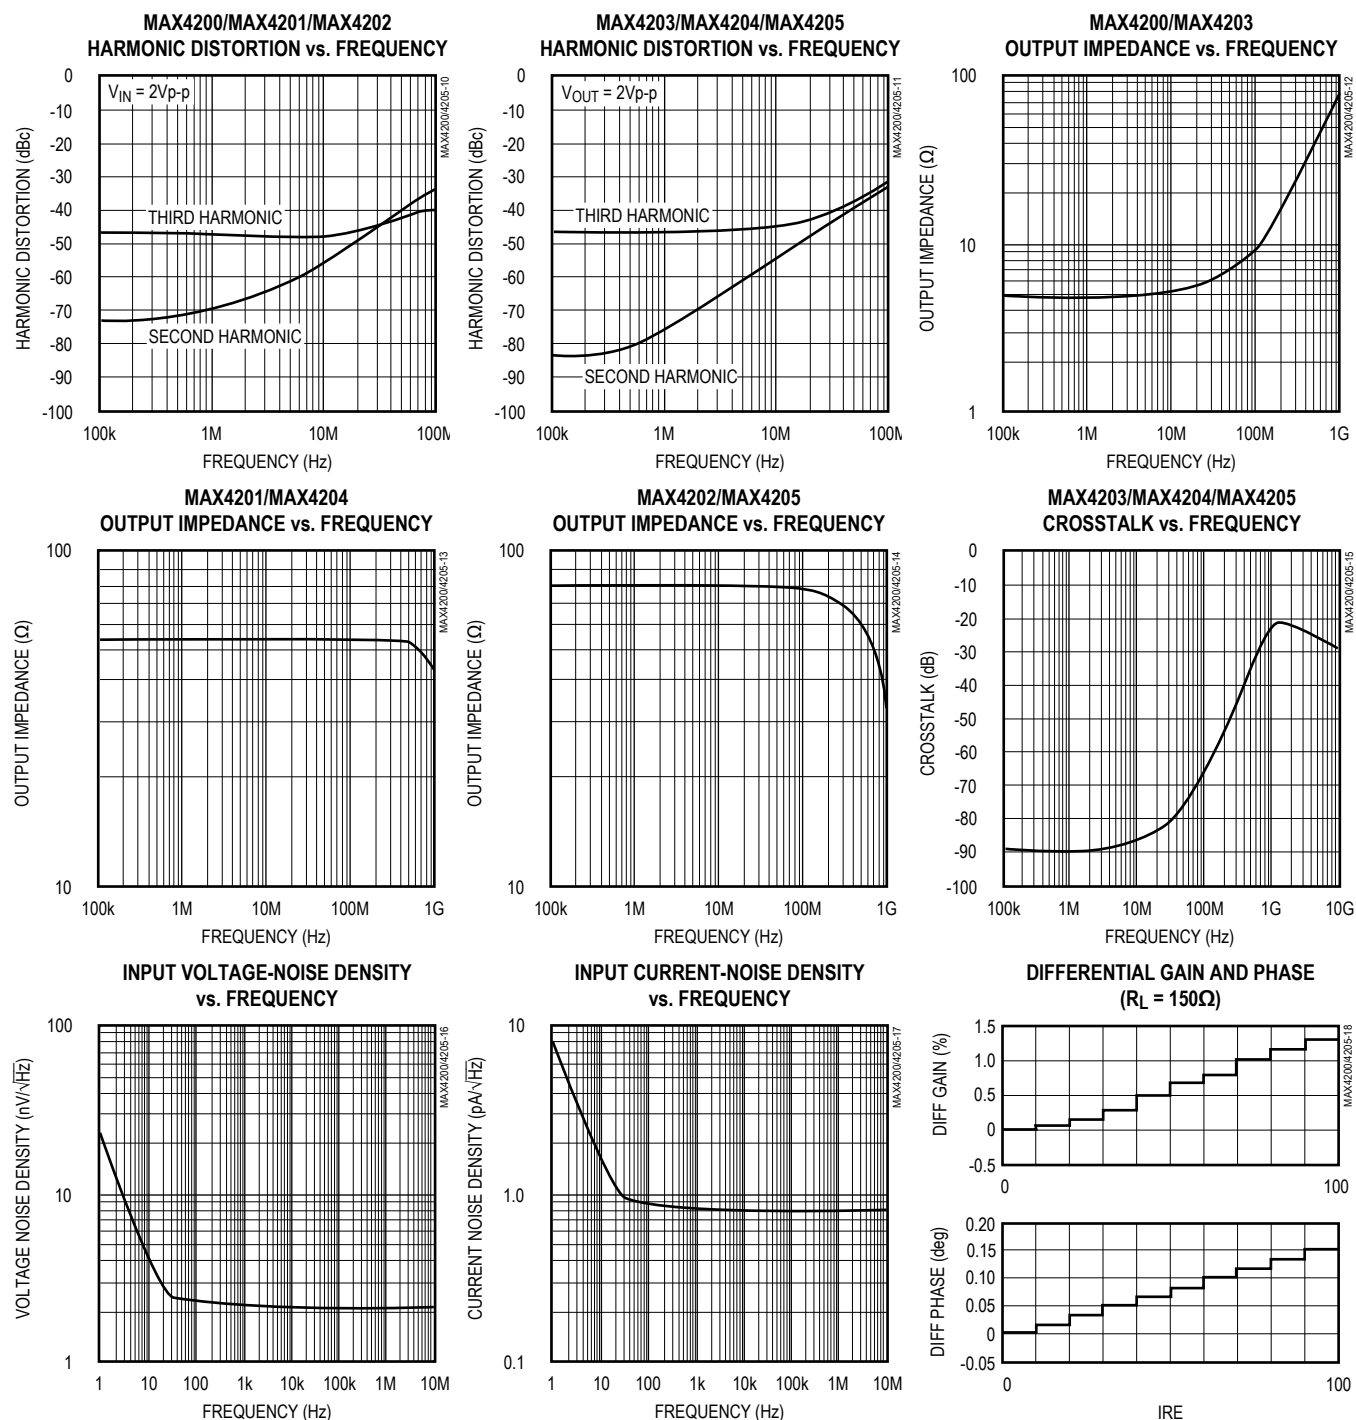 MAX4200/MAX4201/MAX4202
HARMONIC DISTORTION vs. FREQUENCY
0
-10
-20
-30
-40
-50
-60
-70
-80
-90
-100
HARMONIC DISTORTION (dBc)
VIN = 2Vp-p
THIRD HARMONIC
SECOND HARMONIC
MAX4200/4205-10
100k 1M 10M 100M
FREQUENCY (Hz)
MAX4203/MAX4204/MAX4205
HARMONIC DISTORTION vs. FREQUENCY
0
-10
-20
-30
-40
-50
-60
-70
-80
-90
-100
HARMONIC DISTORTION (dBc)
VOUT = 2Vp-p
THIRD HARMONIC
SECOND HARMONIC
MAX4200/4205-11
100k 1M 10M 100M
FREQUENCY (Hz)
MAX4200/MAX4203
OUTPUT IMPEDANCE vs. FREQUENCY
100
10
1
OUTPUT IMPEDANCE (Ω)
MAX4200/4205-12
100k 1M 10M 100M 1G
FREQUENCY (Hz)
MAX4201/MAX4204
OUTPUT IMPEDANCE vs. FREQUENCY
100
10
OUTPUT IMPEDANCE (Ω)
MAX4200/4205-13
100k 1M 10M 100M 1G
FREQUENCY (Hz)
MAX4202/MAX4205
OUTPUT IMPEDANCE vs. FREQUENCY
100
10
OUTPUT IMPEDANCE (Ω)
MAX4200/4205-14
100k 1M 10M 100M 1G
FREQUENCY (Hz)
MAX4203/MAX4204/MAX4205
CROSSTALK vs. FREQUENCY
0
-10
-20
-30
-40
-50
-60
-70
-80
-90
-100
CROSSTALK (dB)
MAX4200/4205-15
100k 1M 10M 100M 1G 10G
FREQUENCY (Hz)
INPUT VOLTAGE-NOISE DENSITY
vs. FREQUENCY
100
10
1
VOLTAGE NOISE DENSITY (nV/√Hz)
MAX4200/4205-16
1 10 100 1k 10k 100k 1M 10M
FREQUENCY (Hz)
INPUT CURRENT-NOISE DENSITY
vs. FREQUENCY
10
1.0
0.1
CURRENT NOISE DENSITY (pA/√Hz)
MAX4200/4205-17
1 10 100 1k 10k 100k 1M 10M
FREQUENCY (Hz)
DIFFERENTIAL GAIN AND PHASE
(RL = 150Ω)
1.5
1.0
0.5
0
-0.5
DIFF GAIN (%)
MAX4200/4205-18
0 100
0.20
0.15
0.10
0.05
0
-0.05
DIFF PHASE (deg)
0 100
IRE